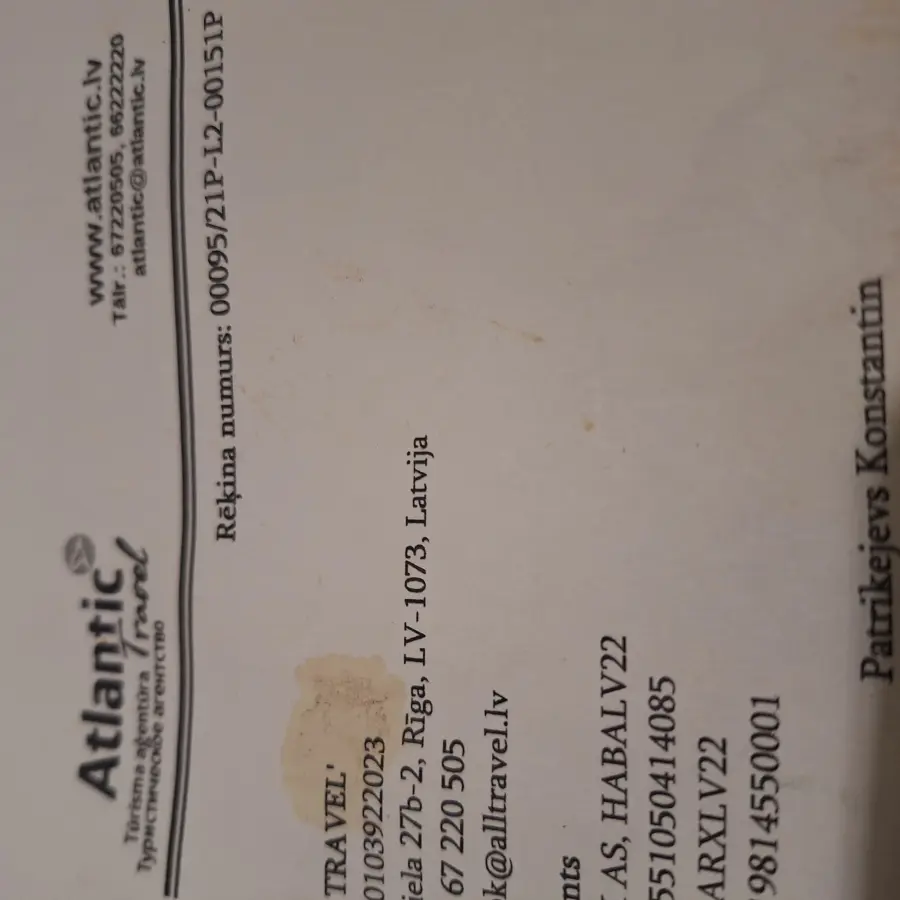 Atlantic
Travel
Tūrisma aģentūra
Туристическое агентство
www.atlantic.lv
Tālr.: 67220505, 66222220
atlantic@atlantic.lv
Rēķina numurs: 00095/21P-L2-00151P
TRAVEL'
0103922023
iela 27b-2, Rīga, LV-1073, Latvija
67 220 505
k@alltravel.lv
nts
AS, HABALV22
551050414085
ARXLV22
9814550001
Patrikejevs Konstantin